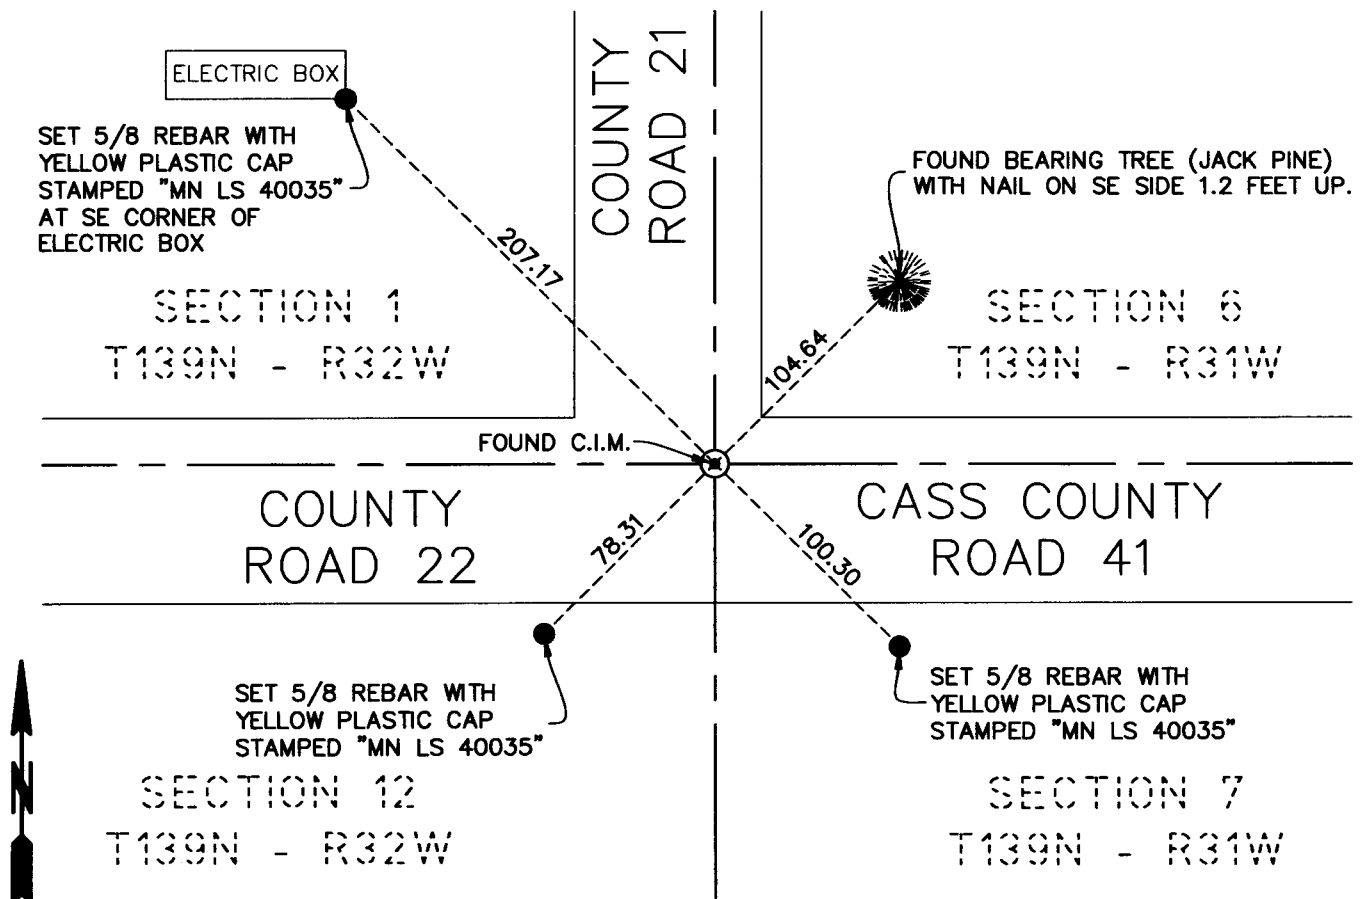 ELECTRIC BOX
SET 5/8 REBAR WITH
YELLOW PLASTIC CAP
STAMPED "MN LS 40035"
AT SE CORNER OF
ELECTRIC BOX
COUNTY
ROAD 21
FOUND BEARING TREE (JACK PINE)
WITH NAIL ON SE SIDE 1.2 FEET UP.
207.17
104.64
SECTION 1
T139N - R32W
SECTION 6
T139N - R31W
FOUND C.I.M.
COUNTY
ROAD 22
CASS COUNTY
ROAD 41
78.31
100.30
SET 5/8 REBAR WITH
YELLOW PLASTIC CAP
STAMPED "MN LS 40035"
SET 5/8 REBAR WITH
YELLOW PLASTIC CAP
STAMPED "MN LS 40035"
N
SECTION 12
T139N - R32W
SECTION 7
T139N - R31W